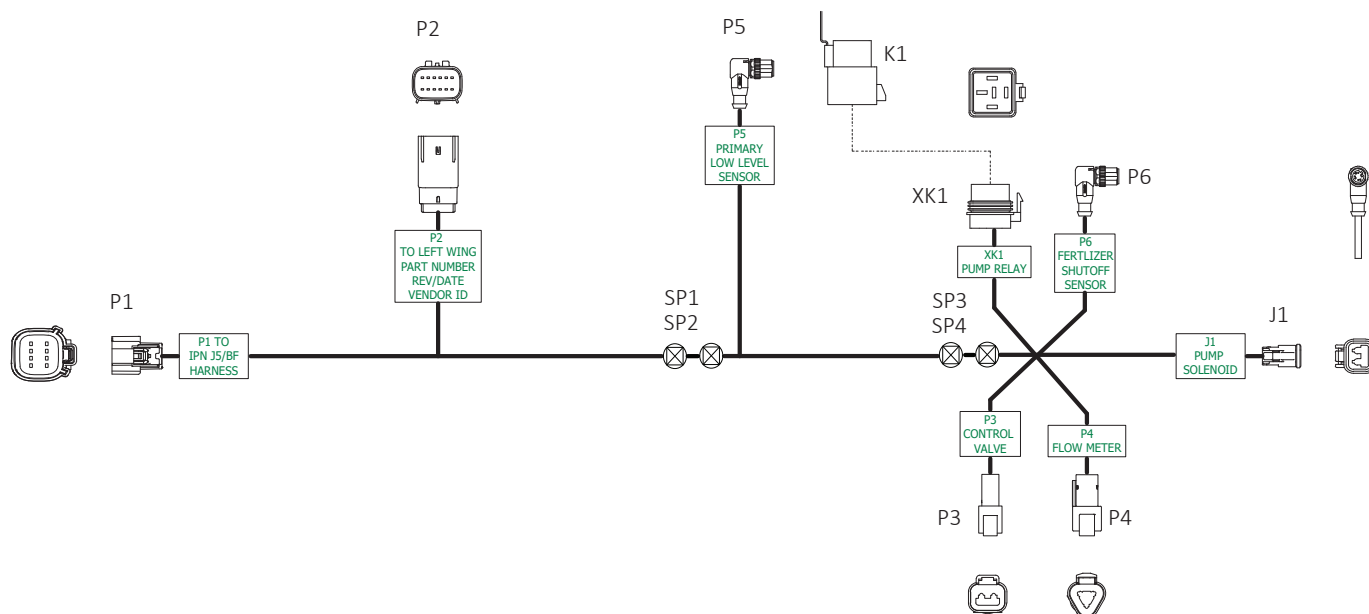 P2
P5
K1
P5
PRIMARY
LOW LEVEL
SENSOR
P6
XK1
P2
TO LEFT WING
PART NUMBER
REV/DATE
VENDOR ID
XK1
PUMP RELAY
P6
FERTLIZER
SHUTOFF
SENSOR
P1
SP1
SP2
SP3
SP4
J1
P1 TO
IPN J5/BF
HARNESS
J1
PUMP
SOLENOID
P3
CONTROL
VALVE
P4
FLOW METER
P3
P4